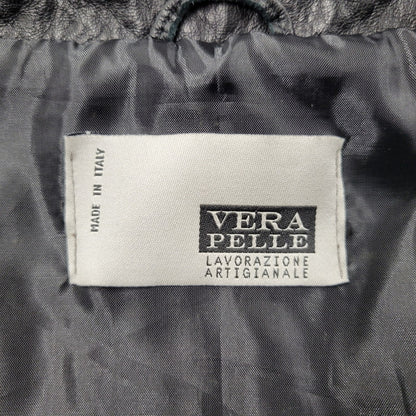 MADE IN ITALY
VERA
PELLE
LAVORAZIONE
ARTIGIANALE